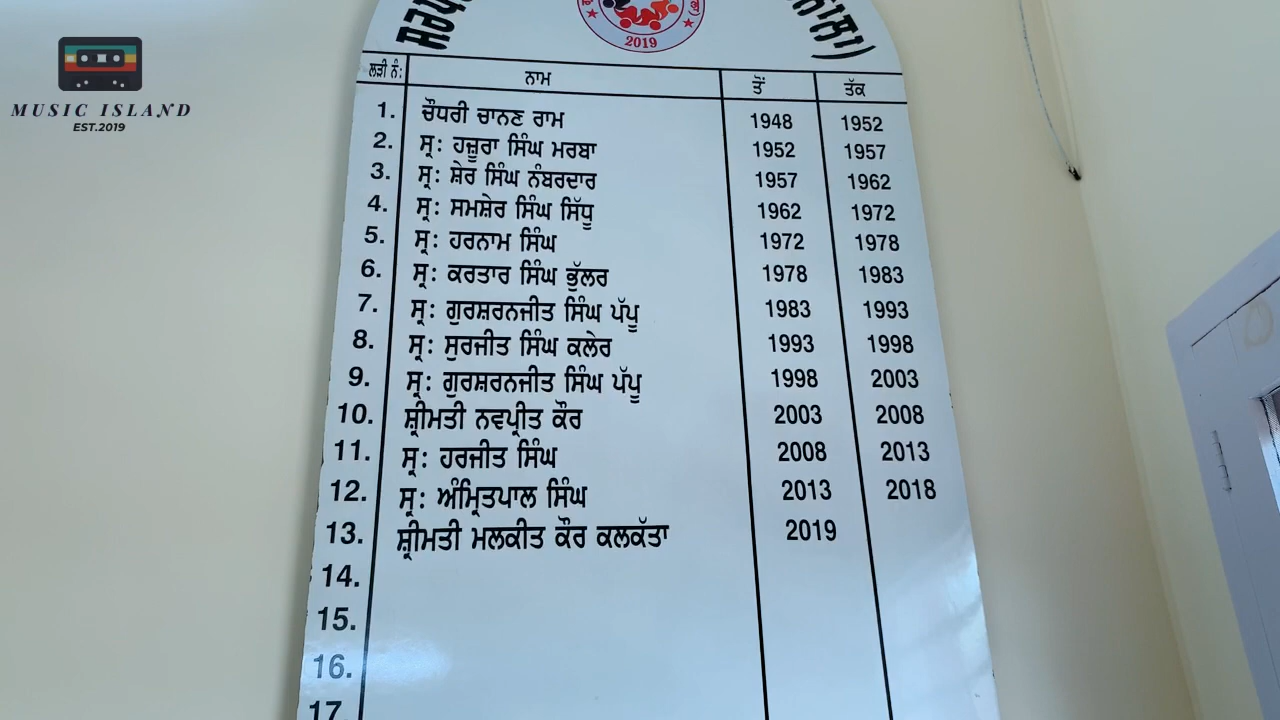 MUSIC ISLAND
EST.2019
2019
ਲੜੀ ਨੰ: ਨਾਮ ਤੋਂ ਤੱਕ
1. ਚੌਧਰੀ ਚਾਨਣ ਰਾਮ 1948 1952
2. ਸ੍ਰ: ਹਜ਼ੂਰਾ ਸਿੰਘ ਮਰਬਾ 1952 1957
3. ਸ੍ਰ: ਸ਼ੇਰ ਸਿੰਘ ਨੰਬਰਦਾਰ 1957 1962
4. ਸ੍ਰ: ਸਮਸ਼ੇਰ ਸਿੰਘ ਸਿੱਧੂ 1962 1972
5. ਸ੍ਰ: ਹਰਨਾਮ ਸਿੰਘ 1972 1978
6. ਸ੍ਰ: ਕਰਤਾਰ ਸਿੰਘ ਭੁੱਲਰ 1978 1983
7. ਸ੍ਰ: ਗੁਰਸ਼ਰਨਜੀਤ ਸਿੰਘ ਪੱਪੂ 1983 1993
8. ਸ੍ਰ: ਸੁਰਜੀਤ ਸਿੰਘ ਕਲੇਰ 1993 1998
9. ਸ੍ਰ: ਗੁਰਸ਼ਰਨਜੀਤ ਸਿੰਘ ਪੱਪੂ 1998 2003
10. ਸ਼੍ਰੀਮਤੀ ਨਵਪ੍ਰੀਤ ਕੌਰ 2003 2008
11. ਸ੍ਰ: ਹਰਜੀਤ ਸਿੰਘ 2008 2013
12. ਸ੍ਰ: ਅੰਮ੍ਰਿਤਪਾਲ ਸਿੰਘ 2013 2018
13. ਸ਼੍ਰੀਮਤੀ ਮਲਕੀਤ ਕੌਰ ਕਲਕੱਤਾ 2019
14.
15.
16.
17.